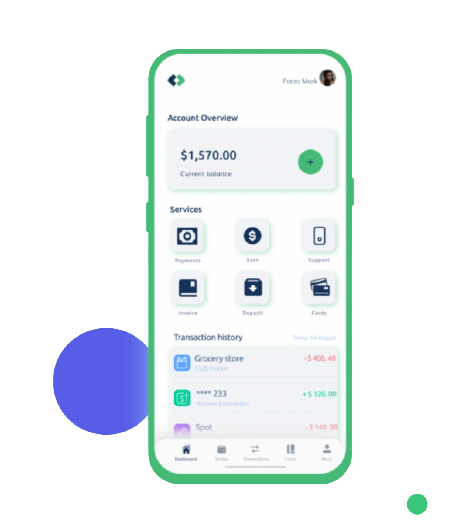 Forza Mork
Account Overview
$1,570.00
Current balance
Services
Payments Earn Support
Invoice Deposit Cards
Transaction history Today, 24 August
Grocery store - $ 400. 40
CMS market
**** 233 + $ 120. 00
Receive transaction
Spot - $ 140. 00
Dashboard Wallet Transactions Cards More